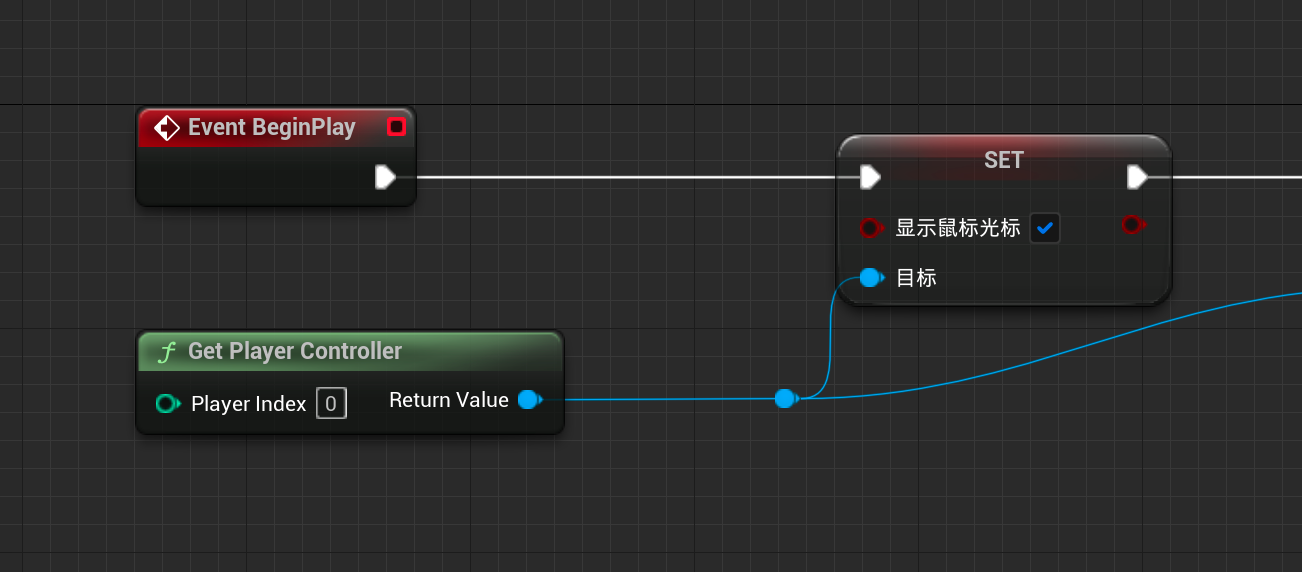 Event BeginPlay
SET
显示鼠标光标
目标
Get Player Controller
Player Index 0 Return Value